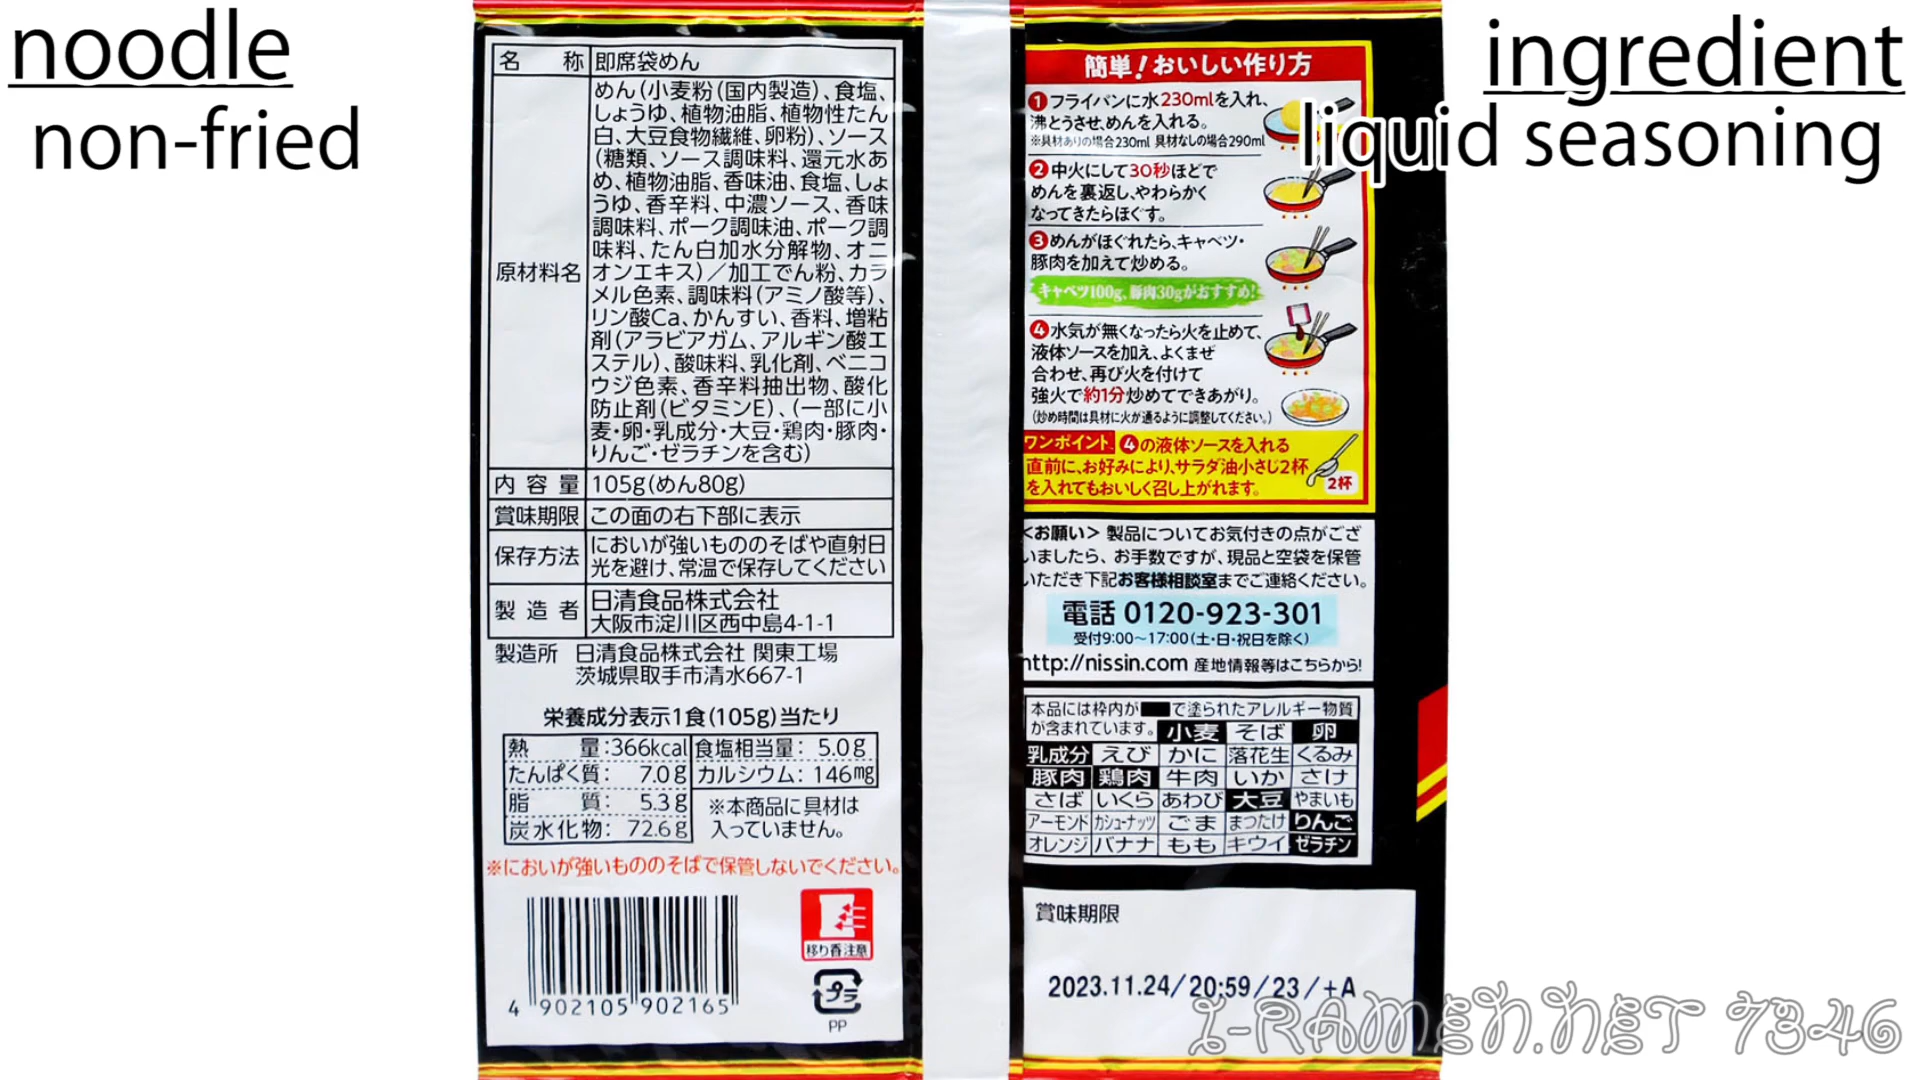 noodle
non-fried
ingredient
liquid seasoning
名 称 即席袋めん
原材料名
めん(小麦粉(国内製造)、食塩、
しょうゆ、植物油脂、植物性たん
白、大豆食物繊維、卵粉)、ソース
(糖類、ソース調味料、還元水あ
め、植物油脂、香味油、食塩、しょ
うゆ、香辛料、中濃ソース、香味
調味料、ポーク調味油、ポーク調
味料、たん白加水分解物、オニ
オンエキス)/加工でん粉、カラ
メル色素、調味料(アミノ酸等)、
リン酸Ca、かんすい、香料、増粘
剤(アラビアガム、アルギン酸エ
ステル)、酸味料、乳化剤、ベニコ
ウジ色素、香辛料抽出物、酸化
防止剤(ビタミンE)、(一部に小
麦・卵・乳成分・大豆・鶏肉・豚肉・
りんご・ゼラチンを含む)
内容量 105g(めん80g)
賞味期限 この面の右下部に表示
保存方法
においが強いもののそばや直射日
光を避け、常温で保存してください
製造者
日清食品株式会社
大阪市淀川区西中島4-1-1
製造所 日清食品株式会社 関東工場
茨城県取手市清水667-1
栄養成分表示1食(105g)当たり
熱 量:366kcal 食塩相当量: 5.0g
たんぱく質: 7.0g カルシウム: 146mg
脂 質: 5.3g ※本商品に具材は
炭水化物: 72.6g 入っていません。
※においが強いもののそばで保管しないでください。
4 902105 902165
移り香注意
プラ
PP
簡単!おいしい作り方
1 フライパンに水230mlを入れ、
沸とうさせ、めんを入れる。
※具材ありの場合230ml 具材なしの場合290ml
2 中火にして30秒ほどで
めんを裏返し、やわらかく
なってきたらほぐす。
3 めんがほぐれたら、キャベツ・
豚肉を加えて炒める。
キャベツ100g、豚肉30gがおすすめ!
4 水気が無くなったら火を止めて、
液体ソースを加え、よくまぜ
合わせ、再び火を付けて
強火で約1分炒めてできあがり。
(炒め時間は具材に火が通るように調整してください。)
ワンポイント 4の液体ソースを入れる
直前に、お好みにより、サラダ油小さじ2杯
を入れてもおいしく召し上がれます。
2杯
<お願い> 製品についてお気付きの点がござ
いましたら、お手数ですが、現品と空袋を保管
いただき下記お客様相談室までご連絡ください。
電話 0120-923-301
受付9:00~17:00(土・日・祝日を除く)
http://nissin.com 産地情報等はこちらから!
本品には枠内が■で塗られたアレルギー物質
が含まれています。 小麦 そば 卵
乳成分 えび かに 落花生 くるみ
豚肉 鶏肉 牛肉 いか さけ
さば いくら あわび 大豆 やまいも
アーモンド カシューナッツ ごま まつたけ りんご
オレンジ バナナ もも キウイ ゼラチン
賞味期限
2023.11.24/20:59/23/+A
I-RAMEN.NET 7346